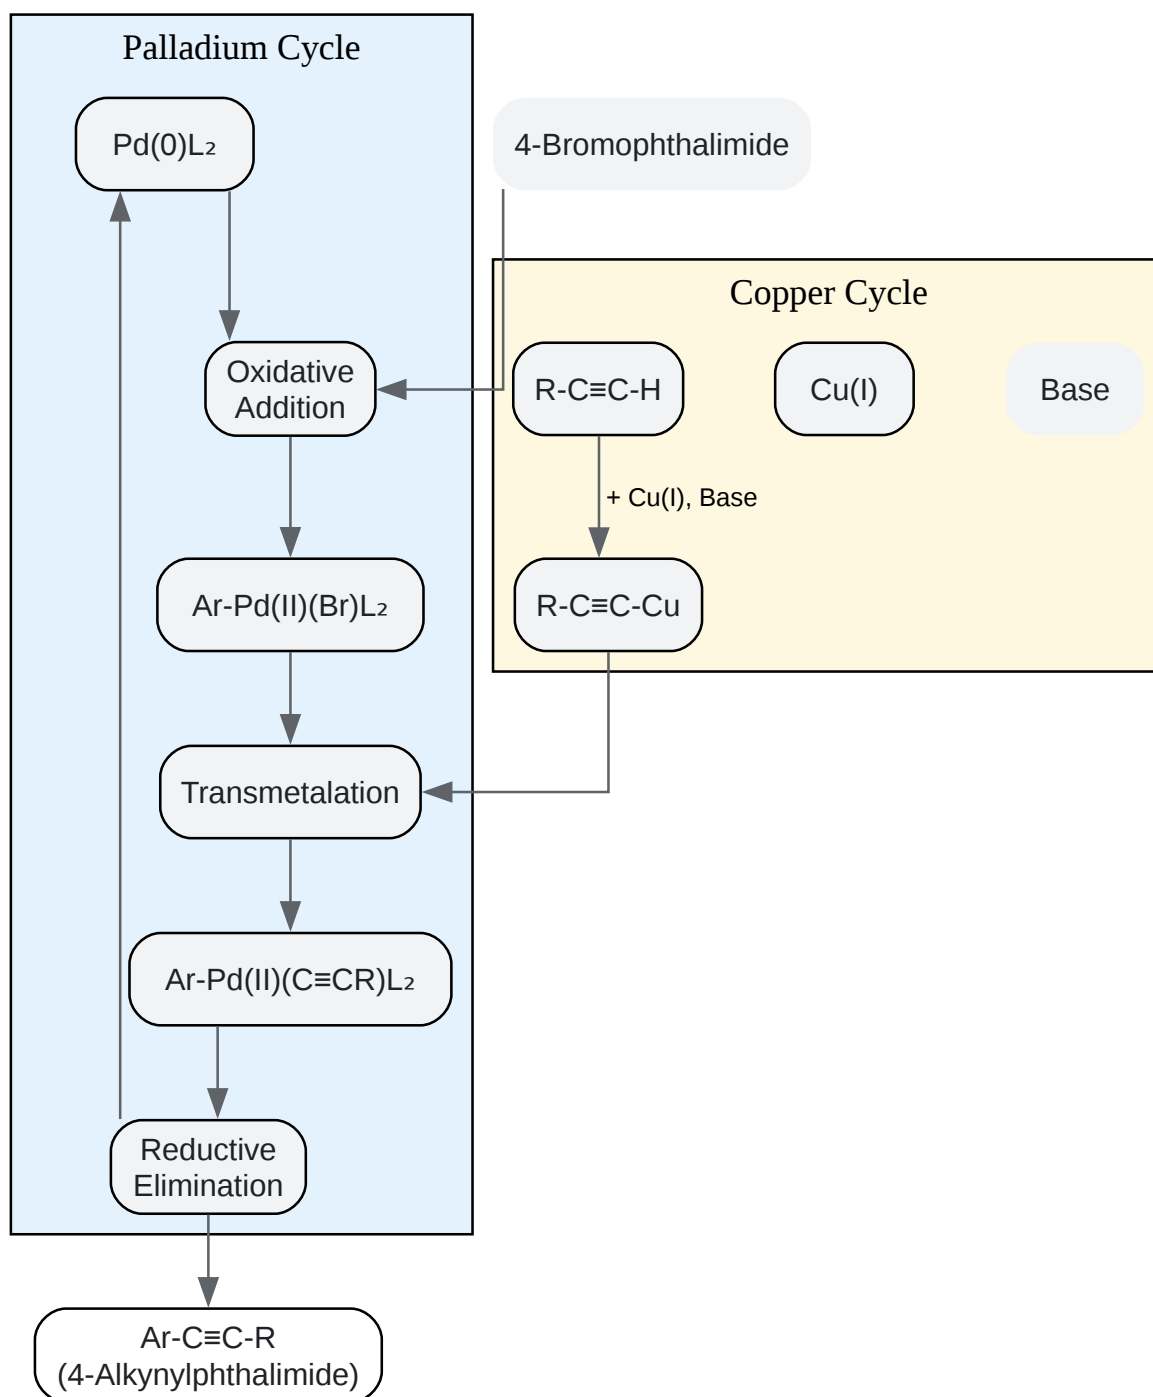 Palladium Cycle
Pd(0)L₂
4-Bromophthalimide
Copper Cycle
Oxidative
Addition
R-C≡C-H
Cu(I)
Base
+ Cu(I), Base
Ar-Pd(II)(Br)L₂
R-C≡C-Cu
Transmetalation
Ar-Pd(II)(C≡CR)L₂
Reductive
Elimination
Ar-C≡C-R
(4-Alkynylphthalimide)